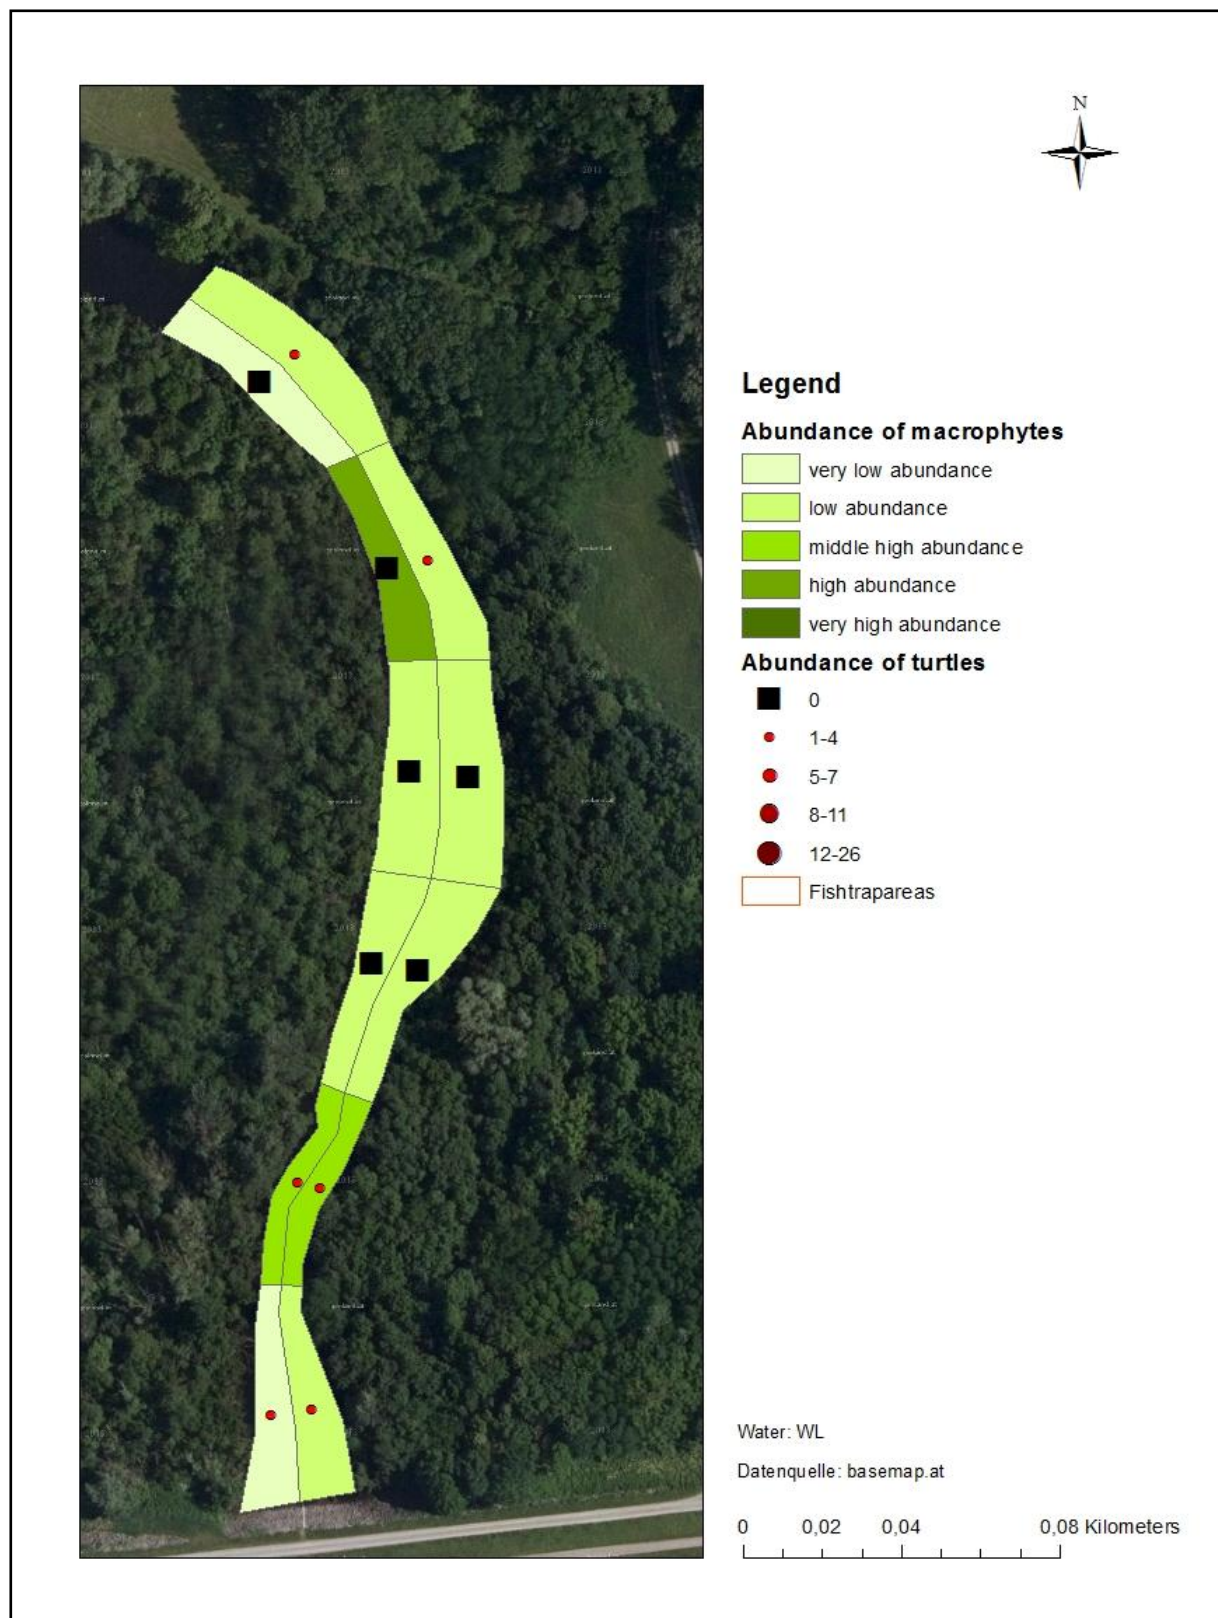 N
Legend
Abundance of macrophytes
very low abundance
low abundance
middle high abundance
high abundance
very high abundance
Abundance of turtles
0
1-4
5-7
8-11
12-26
Fishtrapareas
Water: WL
Datenquelle: basemap.at
0 0,02 0,04 0,08 Kilometers